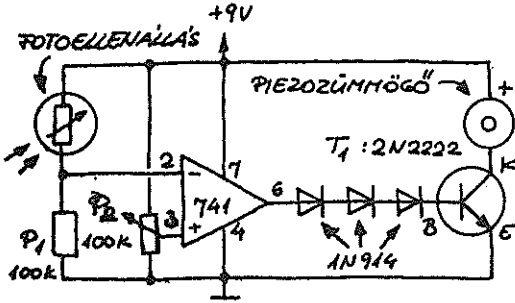 +9V
FOTOELLENÁLLÁS
PIEZOZÜMMÖGŐ
+
T1 : 2N2222
K
2
7
-
P2
3
741
6
+
4
B
E
P1
100k
100k
1N914